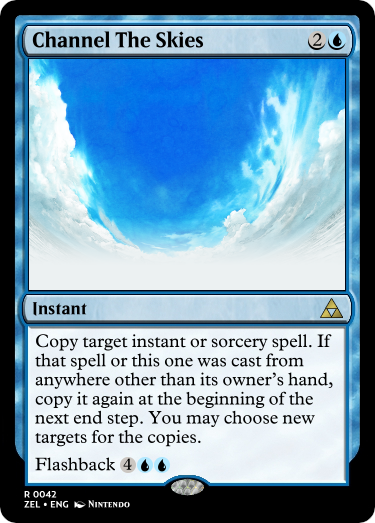 Channel The Skies 2
Instant
Copy target instant or sorcery spell. If
that spell or this one was cast from
anywhere other than its owner's hand,
copy it again at the beginning of the
next end step. You may choose new
targets for the copies.
Flashback 4
R 0042
ZEL • ENG Nintendo